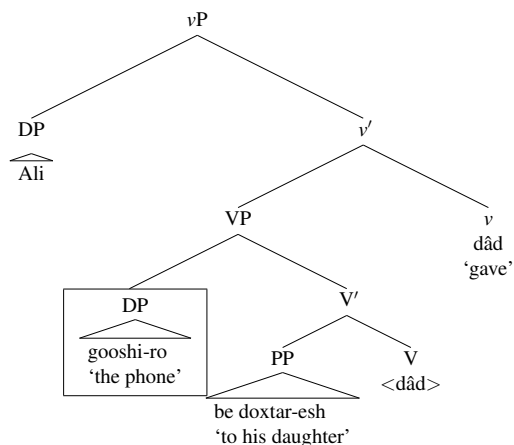 vP
DP
v′
Ali
VP
v
dâd
‘gave’
DP
V′
gooshi-ro
‘the phone’
PP
V
<dâd>
be doxtar-esh
‘to his daughter’